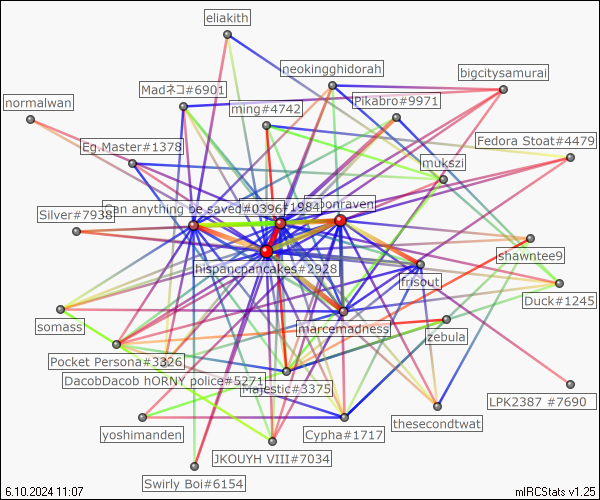 eliakith
neokingghidorah
bigcitysamurai
Madネコ#6901
normalwan
ming#4742
Pikabro#9971
Fedora Stoat#4479
Eg.Master#1378
mukszi
Silver#7938
Can anything be saved#0396
1984
bonraven
shawntee9
hispancpancakes#2928
frisout
Duck#1245
somass
marcemadness
zebula
Pocket Persona#3326
DacobDacob hORNY police#5271
Majestic#3375
LPK2387 #7690
yoshimanden
Cypha#1717
thesecondtwat
JKOUYH VIII#7034
Swirly Boi#6154
6.10.2024 11:07
mIRCStats v1.25